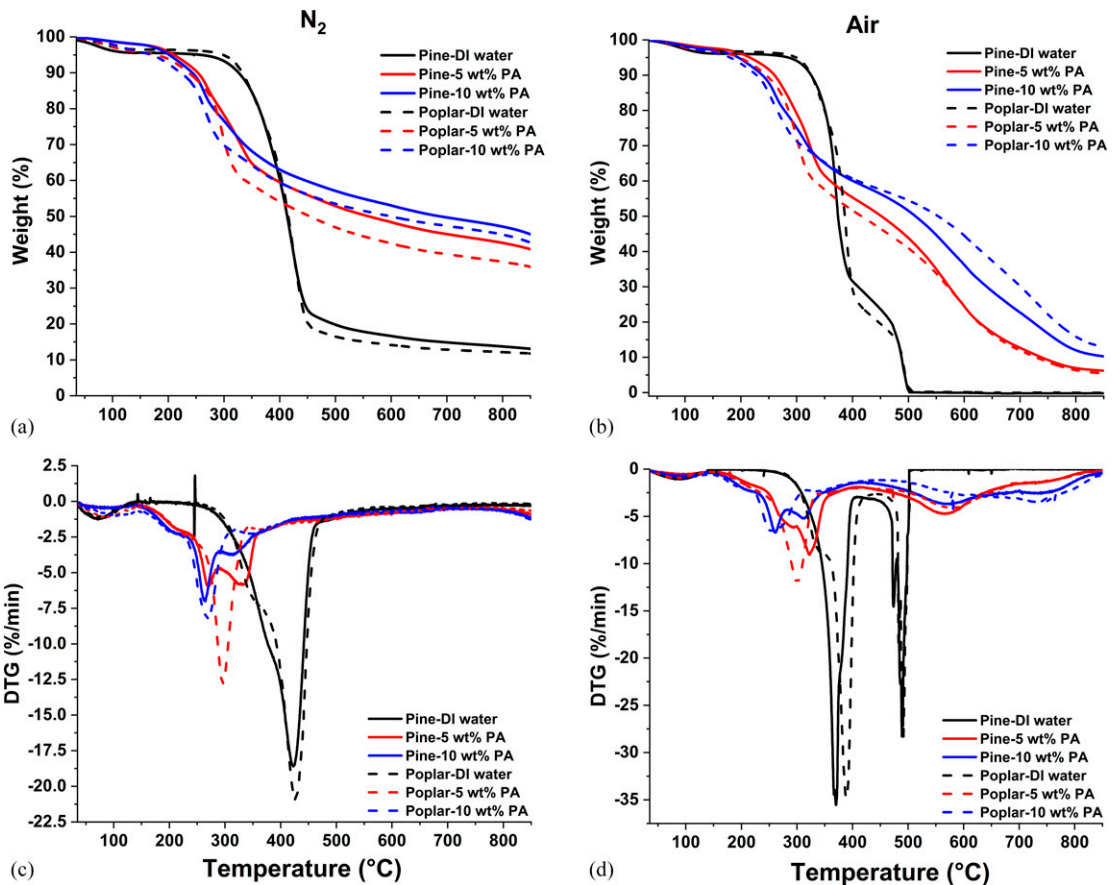 N₂
Air
100
90
80
70
60
50
40
30
20
10
0
Weight (%)
Pine-DI water
Pine-5 wt% PA
Pine-10 wt% PA
Poplar-DI water
Poplar-5 wt% PA
Poplar-10 wt% PA
100 200 300 400 500 600 700 800
(a)
100
90
80
70
60
50
40
30
20
10
0
Weight (%)
Pine-DI water
Pine-5 wt% PA
Pine-10 wt% PA
Poplar-DI water
Poplar-5 wt% PA
Poplar-10 wt% PA
100 200 300 400 500 600 700 800
(b)
2.5
0.0
-2.5
-5.0
-7.5
-10.0
-12.5
-15.0
-17.5
-20.0
-22.5
DTG (%/min)
Pine-DI water
Pine-5 wt% PA
Pine-10 wt% PA
Poplar-DI water
Poplar-5 wt% PA
Poplar-10 wt% PA
100 200 300 400 500 600 700 800
(c)
Temperature (°C)
0
-5
-10
-15
-20
-25
-30
-35
DTG (%/min)
Pine-DI water
Pine-5 wt% PA
Pine-10 wt% PA
Poplar-DI water
Poplar-5 wt% PA
Poplar-10 wt% PA
100 200 300 400 500 600 700 800
(d)
Temperature (°C)